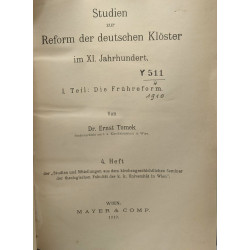 Studien
zur
Reform der deutschen Klöster
im XI. Jahrhundert.
Y 511
4
1910
I. Teil: Die Frühreform.
Von
Dr. Ernst Tomek
4. Heft
der „Studien und Mitteilungen aus dem kirchengeschichtlichen Seminar
der theologischen Fakultät der k. k. Universität in Wien".
WIEN.
MAYER & COMP.
1910.